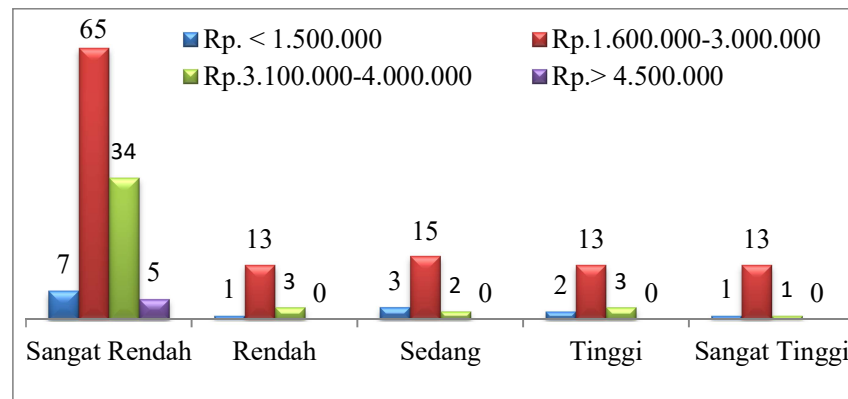 Rp. < 1.500.000 Rp.1.600.000-3.000.000
Rp.3.100.000-4.000.000 Rp.> 4.500.000
7 65 34 5 1 13 3 0 3 15 2 0 2 13 3 0 1 13 1 0
Sangat Rendah Rendah Sedang Tinggi Sangat Tinggi